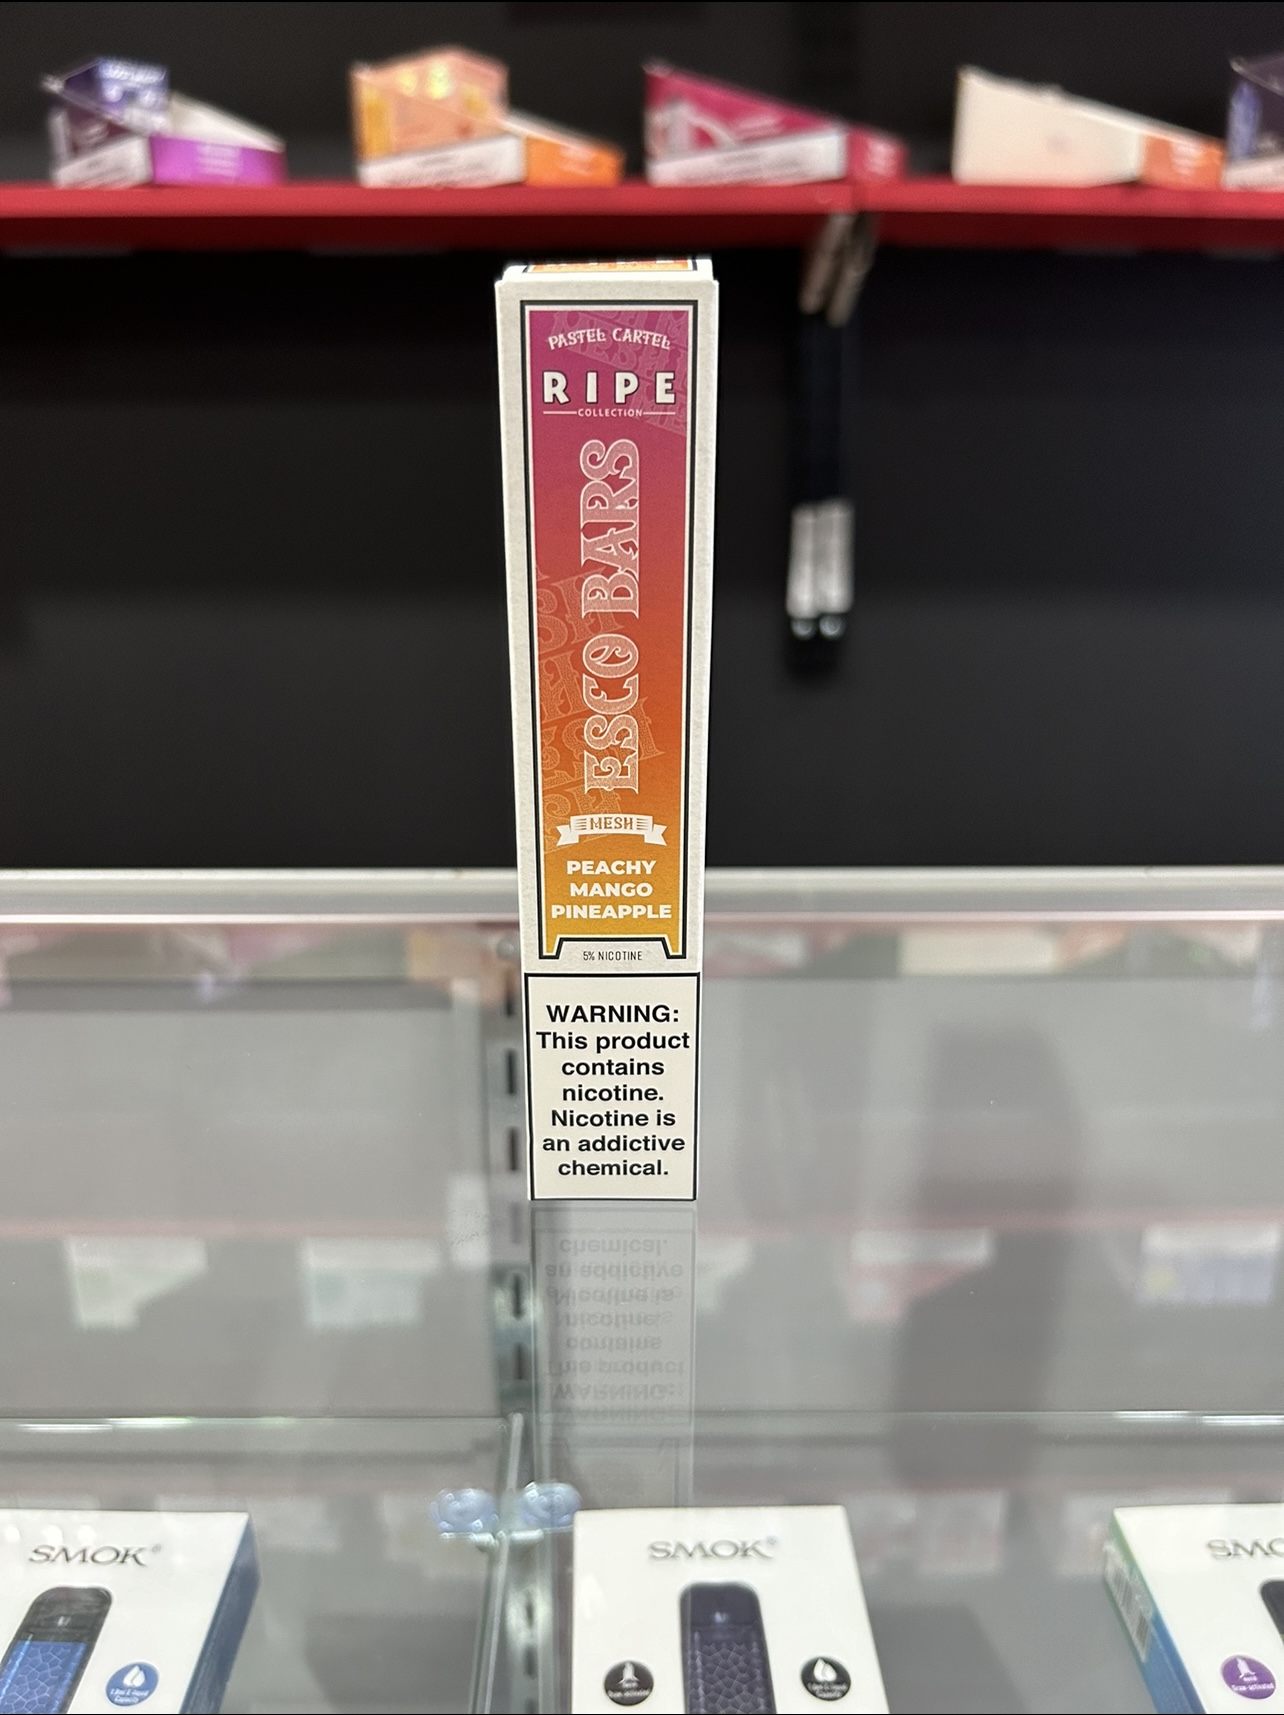 PASTEL CARTEL
RIPE
COLLECTION
ESCO BARS
MESH
PEACHY
MANGO
PINEAPPLE
5% NICOTINE
WARNING:
This product
contains
nicotine.
Nicotine is
an addictive
chemical.
SMOK®
SMOK®